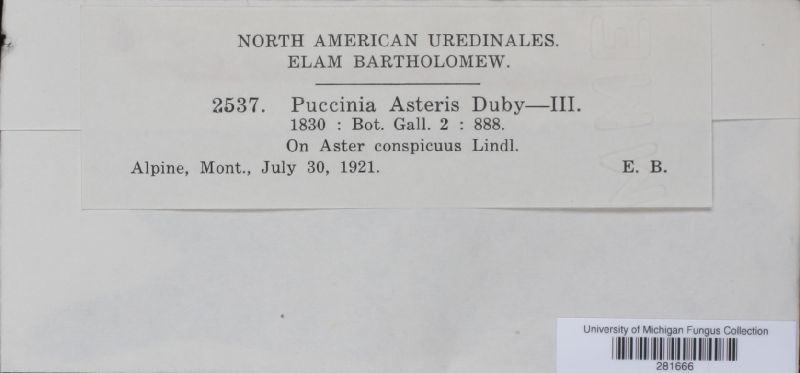 NORTH AMERICAN UREDINALES.
ELAM BARTHOLOMEW.
2537. Puccinia Asteris Duby—III.
1830 : Bot. Gall. 2 : 888.
On Aster conspicuus Lindl.
Alpine, Mont., July 30, 1921. E. B.
University of Michigan Fungus Collection
281666